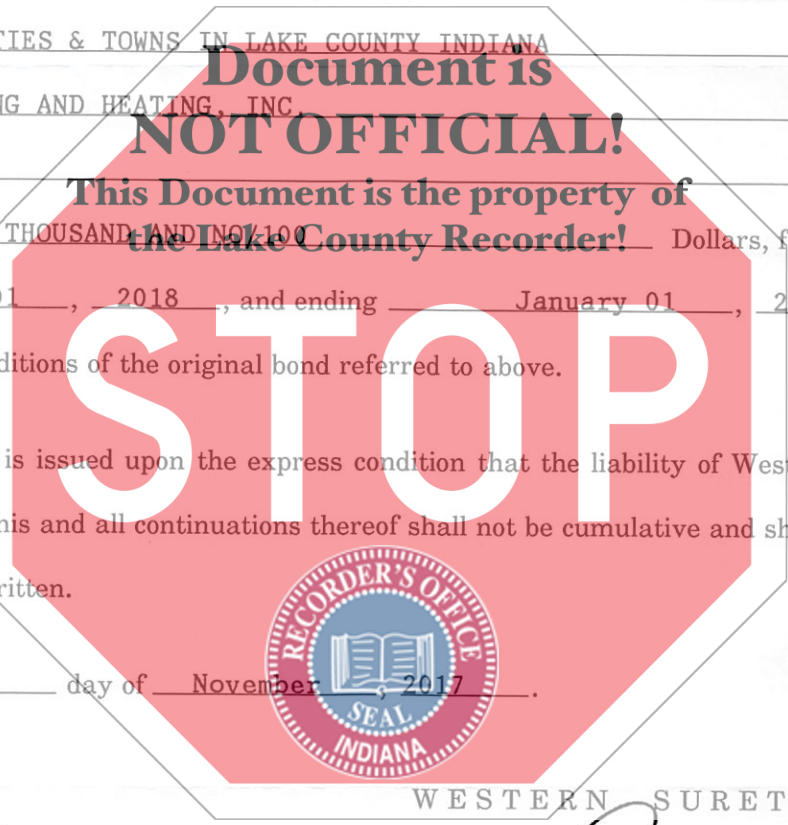 TIES & TOWNS IN LAKE COUNTY INDIANA
Document is
NG AND HEATING, INC.
NOT OFFICIAL!
This Document is the property of
THOUSAND AND NO/100 Dollars, f
the Lake County Recorder!
01, 2018, and ending January 01, 2
ditions of the original bond referred to above.
STOP
is issued upon the express condition that the liability of West
his and all continuations thereof shall not be cumulative and sh
ritten.
RECORDER'S OFFICE
day of November, 2017.
SEAL
INDIANA
WESTERN SURET